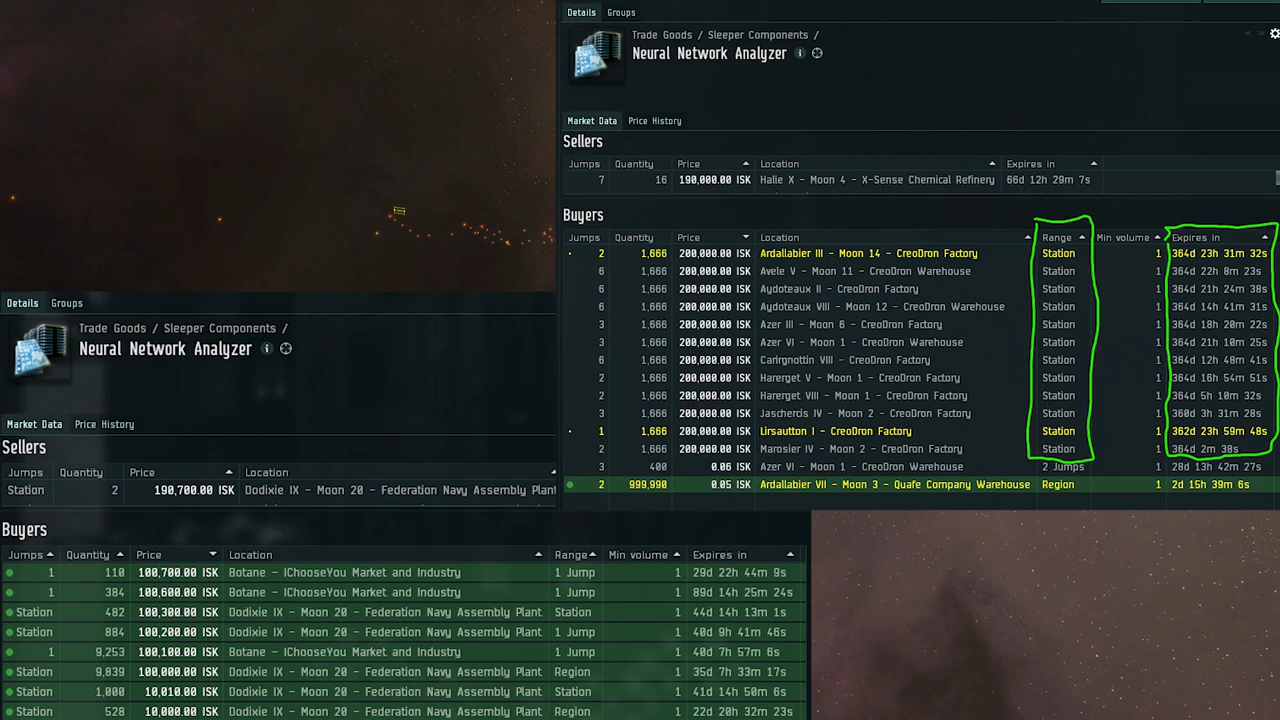 Details Groups
Trade Goods / Sleeper Components /
Neural Network Analyzer
Market Data Price History
Sellers
Jumps Quantity Price Location Expires in
7 16 190,000.00 ISK Halle X - Moon 4 - X-Sense Chemical Refinery 66d 12h 29m 7s
Buyers
Jumps Quantity Price Location Range Min volume Expires in
2 1,666 200,000.00 ISK Ardallabier III - Moon 14 - CreoDron Factory Station 1 364d 23h 31m 32s
6 1,666 200,000.00 ISK Avele V - Moon 11 - CreoDron Warehouse Station 1 364d 22h 8m 23s
6 1,666 200,000.00 ISK Aydoteaux II - CreoDron Factory Station 1 364d 21h 24m 38s
6 1,666 200,000.00 ISK Aydoteaux VIII - Moon 12 - CreoDron Warehouse Station 1 364d 14h 41m 31s
3 1,666 200,000.00 ISK Azer III - Moon 6 - CreoDron Factory Station 1 364d 18h 20m 22s
3 1,666 200,000.00 ISK Azer VI - Moon 1 - CreoDron Warehouse Station 1 364d 21h 10m 25s
6 1,666 200,000.00 ISK Carirgnottin VIII - CreoDron Factory Station 1 364d 12h 48m 41s
2 1,666 200,000.00 ISK Harerget V - Moon 1 - CreoDron Factory Station 1 364d 16h 54m 51s
2 1,666 200,000.00 ISK Harerget VIII - Moon 1 - CreoDron Factory Station 1 364d 5h 10m 32s
3 1,666 200,000.00 ISK Jaschercis IV - Moon 2 - CreoDron Factory Station 1 360d 3h 31m 28s
1 1,666 200,000.00 ISK Lirsautton I - CreoDron Factory Station 1 362d 23h 59m 48s
2 1,666 200,000.00 ISK Marosier IV - Moon 2 - CreoDron Factory Station 1 364d 2m 38s
3 400 0.06 ISK Azer VI - Moon 1 - CreoDron Warehouse 2 Jumps 1 28d 13h 42m 27s
2 999,990 0.05 ISK Ardallabier VII - Moon 3 - Quafe Company Warehouse Region 1 2d 15h 39m 6s
Details Groups
Trade Goods / Sleeper Components /
Neural Network Analyzer
Market Data Price History
Sellers
Jumps Quantity Price Location
Station 2 190,700.00 ISK Dodixie IX - Moon 20 - Federation Navy Assembly Plant
Buyers
Jumps Quantity Price Location Range Min volume Expires in
1 110 100,700.00 ISK Botane - IChooseYou Market and Industry 1 Jump 1 29d 22h 44m 9s
1 384 100,600.00 ISK Botane - IChooseYou Market and Industry 1 Jump 1 89d 14h 25m 24s
Station 482 100,300.00 ISK Dodixie IX - Moon 20 - Federation Navy Assembly Plant Station 1 44d 14h 13m 1s
Station 884 100,200.00 ISK Dodixie IX - Moon 20 - Federation Navy Assembly Plant 1 Jump 1 40d 9h 41m 46s
1 9,253 100,100.00 ISK Botane - IChooseYou Market and Industry 1 Jump 1 40d 7h 57m 6s
Station 9,839 100,000.00 ISK Dodixie IX - Moon 20 - Federation Navy Assembly Plant Region 1 35d 7h 33m 17s
Station 1,000 10,010.00 ISK Dodixie IX - Moon 20 - Federation Navy Assembly Plant Station 1 41d 14h 50m 6s
Station 528 10,000.00 ISK Dodixie IX - Moon 20 - Federation Navy Assembly Plant Region 1 22d 20h 32m 23s